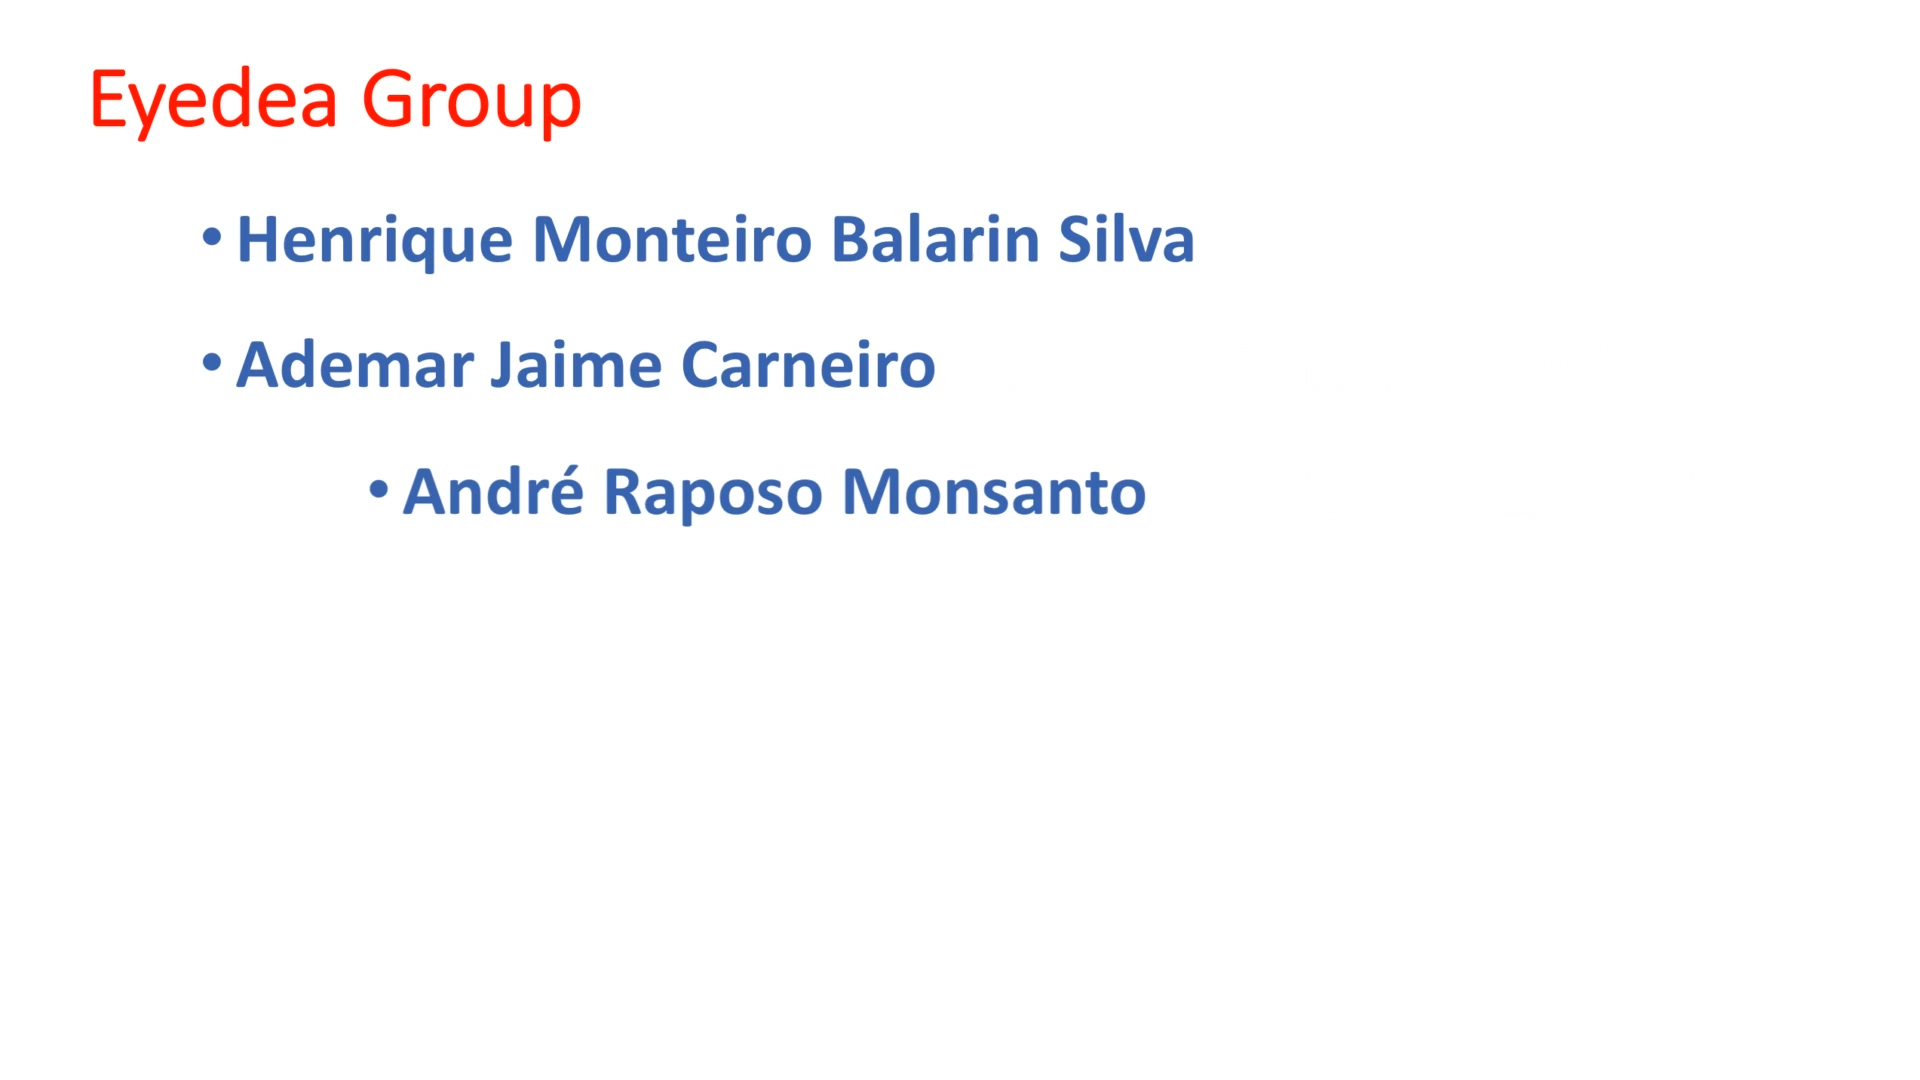 Eyedea Group
• Henrique Monteiro Balarin Silva
• Ademar Jaime Carneiro
• André Raposo Monsanto